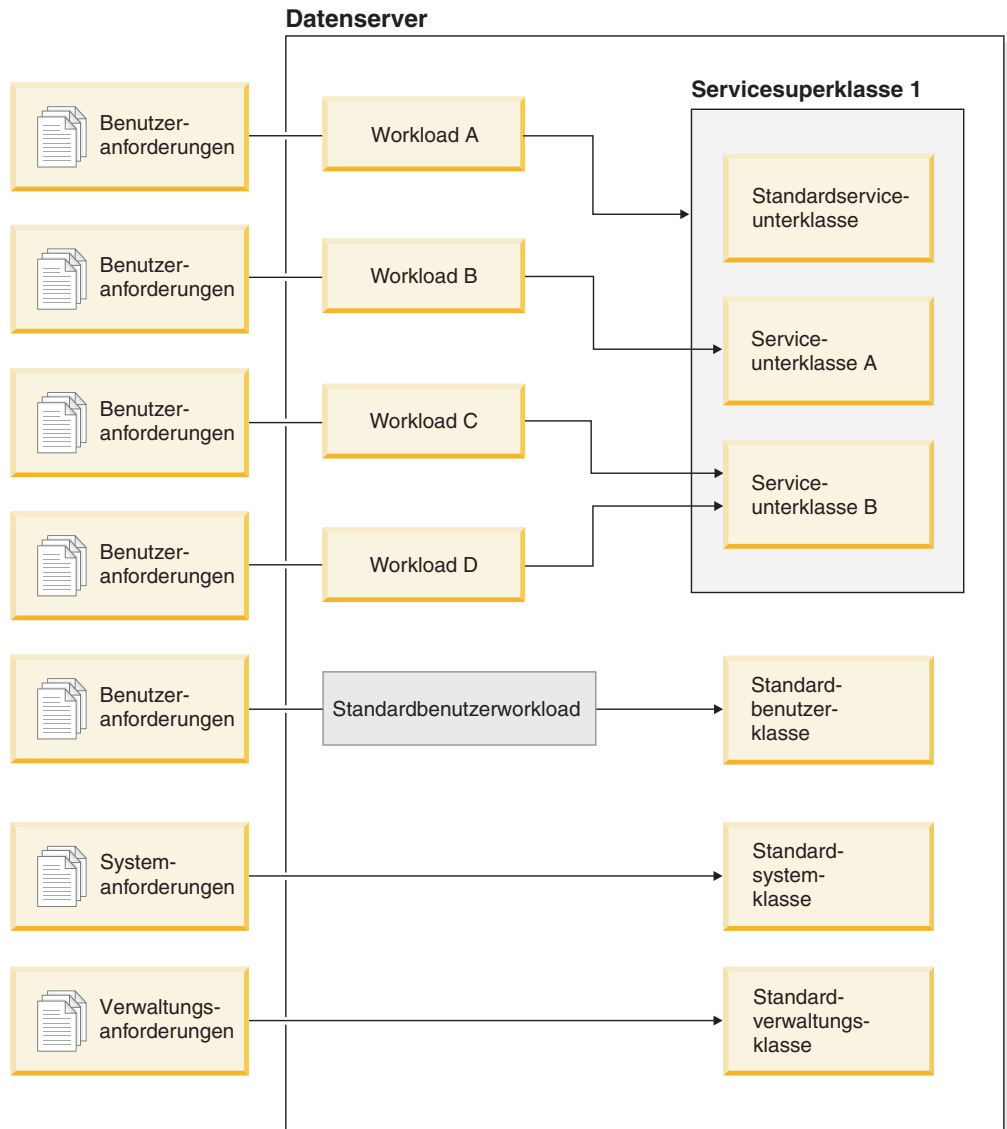 Datenserver
Servicesuperklasse 1
Benutzer-
anforderungen
Workload A
Standardservice-
unterklasse
Benutzer-
anforderungen
Workload B
Service-
unterklasse A
Benutzer-
anforderungen
Workload C
Service-
unterklasse B
Benutzer-
anforderungen
Workload D
Benutzer-
anforderungen
Standardbenutzerworkload
Standard-
benutzer-
klasse
System-
anforderungen
Standard-
system-
klasse
Verwaltungs-
anforderungen
Standard-
verwaltungs-
klasse